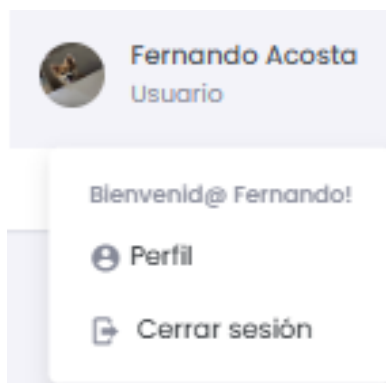 Fernando Acosta
Usuario
Bienvenid@ Fernando!
Perfil
Cerrar sesión